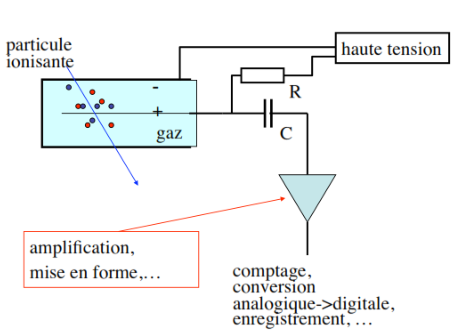 particule
ionisante
haute tension
-
+
gaz
R
C
amplification,
mise en forme,…
comptage,
conversion
analogique->digitale,
enregistrement, …